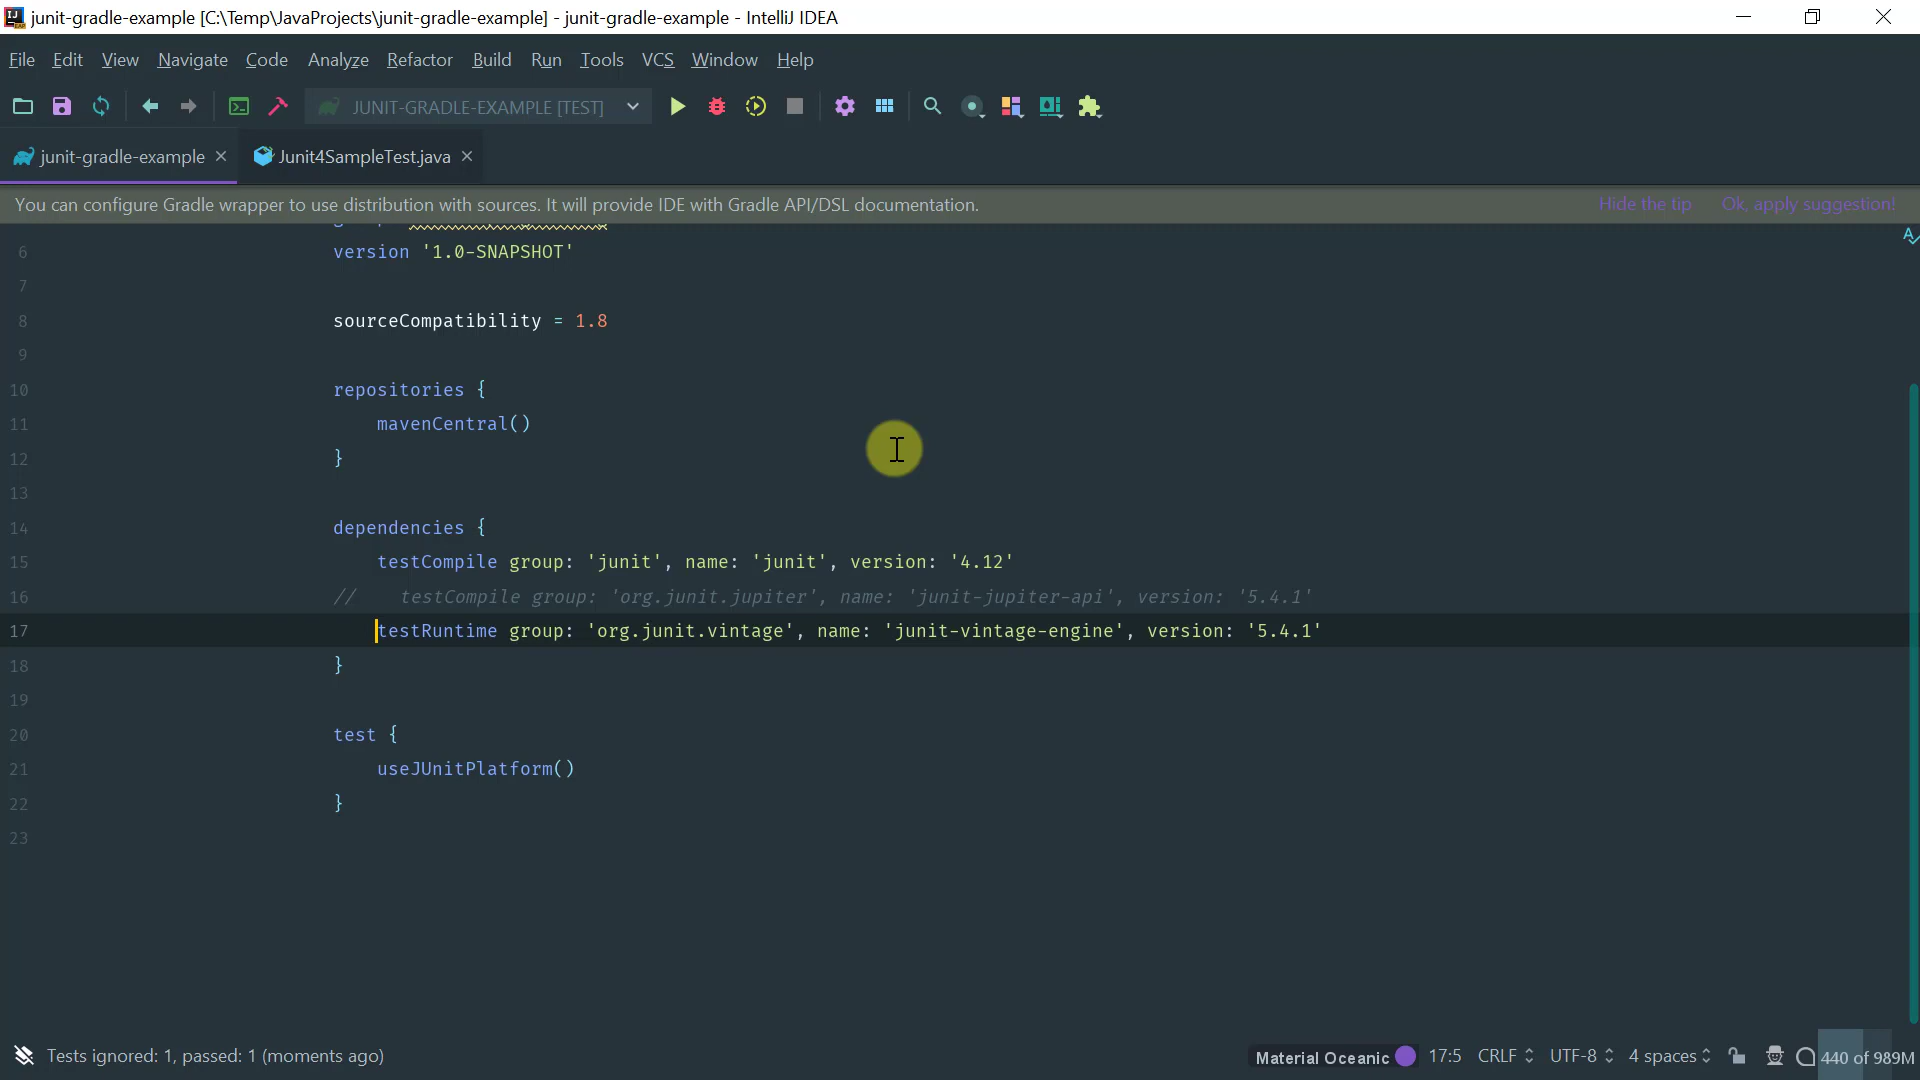 junit-gradle-example [C:\Temp\JavaProjects\junit-gradle-example] - junit-gradle-example - IntelliJ IDEA
File Edit View Navigate Code Analyze Refactor Build Run Tools VCS Window Help
JUNIT-GRADLE-EXAMPLE [TEST]
junit-gradle-example Junit4SampleTest.java
You can configure Gradle wrapper to use distribution with sources. It will provide IDE with Gradle API/DSL documentation. Hide the tip Ok, apply suggestion!
6 version '1.0-SNAPSHOT'
7
8 sourceCompatibility = 1.8
9
10 repositories {
11 mavenCentral()
12 }
13
14 dependencies {
15 testCompile group: 'junit', name: 'junit', version: '4.12'
16 // testCompile group: 'org.junit.jupiter', name: 'junit-jupiter-api', version: '5.4.1'
17 testRuntime group: 'org.junit.vintage', name: 'junit-vintage-engine', version: '5.4.1'
18 }
19
20 test {
21 useJUnitPlatform()
22 }
23
Tests ignored: 1, passed: 1 (moments ago) Material Oceanic 17:5 CRLF UTF-8 4 spaces 440 of 989M